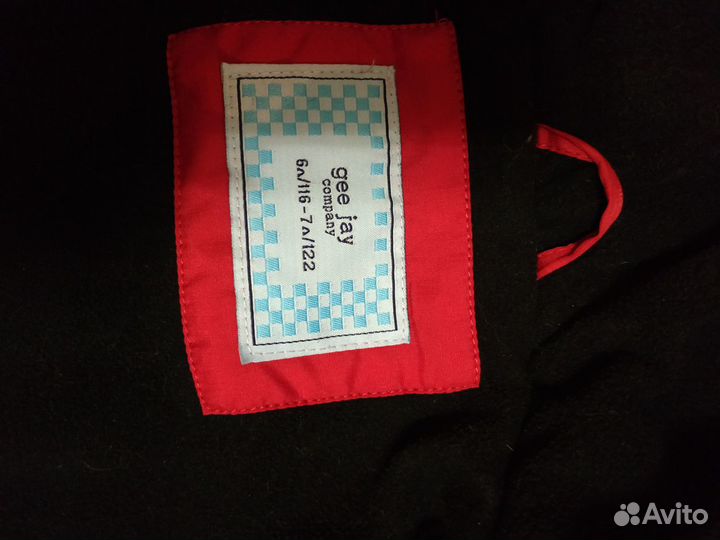 gee jay
company
6л/116-7л/122
Avito